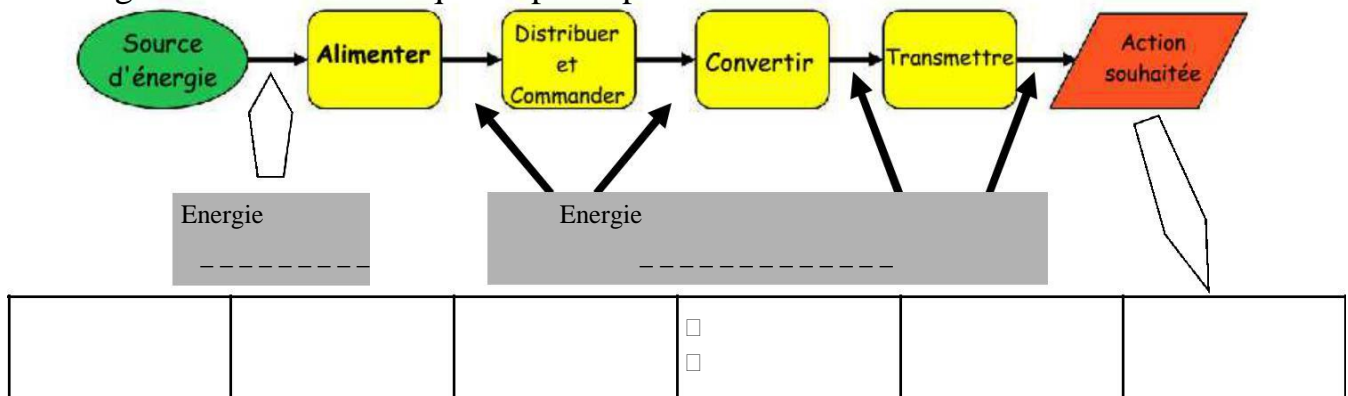 Source
d'énergie
Alimenter
Distribuer
et
Commander
Convertir
Transmettre
Action
souhaitée
Energie
_ _ _ _ _ _ _ _ _
Energie
_ _ _ _ _ _ _ _ _ _ _ _ _